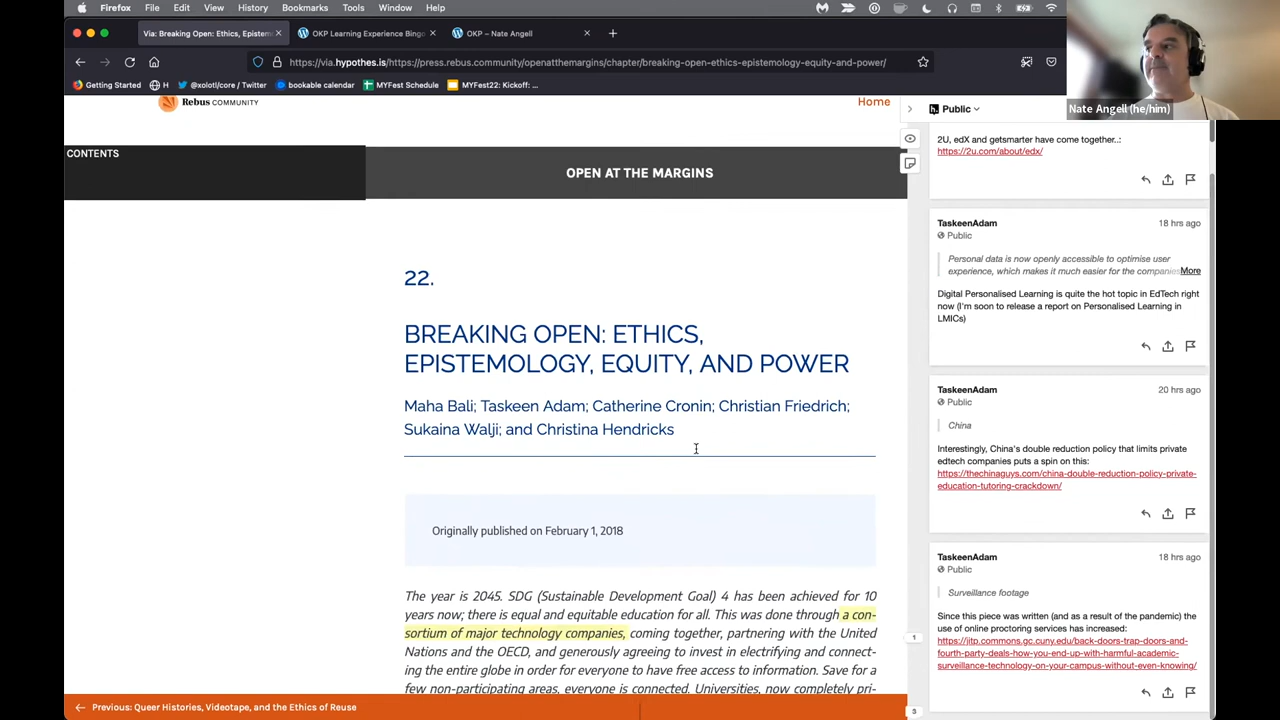 Firefox File Edit View History Bookmarks Tools Window Help
Via: Breaking Open: Ethics, Epistem
OKP Learning Experience Bingo
OKP – Nate Angell
https://via.hypothes.is/https://press.rebus.community/openatthemargins/chapter/breaking-open-ethics-epistemology-equity-and-power/
Getting Started
H
@xolotl/core / Twitter
bookable calendar
MYFest Schedule
MYFest22: Kickoff: ...
Nate Angell (he/him)
Rebus COMMUNITY
Home
CONTENTS
OPEN AT THE MARGINS
22.
BREAKING OPEN: ETHICS,
EPISTEMOLOGY, EQUITY, AND POWER
Maha Bali; Taskeen Adam; Catherine Cronin; Christian Friedrich;
Sukaina Walji; and Christina Hendricks
Originally published on February 1, 2018
The year is 2045. SDG (Sustainable Development Goal) 4 has been achieved for 10
years now; there is equal and equitable education for all. This was done through a con-
sortium of major technology companies, coming together, partnering with the United
Nations and the OECD, and generously agreeing to invest in electrifying and connect-
ing the entire globe in order for everyone to have free access to information. Save for a
few non-participating areas, everyone is connected. Universities, now completely pri-
Previous: Queer Histories, Videotape, and the Ethics of Reuse
Public
2U, edX and getsmarter have come together..:
https://2u.com/about/edx/
TaskeenAdam 18 hrs ago
Public
Personal data is now openly accessible to optimise user
experience, which makes it much easier for the companies More
Digital Personalised Learning is quite the hot topic in EdTech right
now (I'm soon to release a report on Personalised Learning in
LMICs)
TaskeenAdam 20 hrs ago
Public
China
Interestingly, China's double reduction policy that limits private
edtech companies puts a spin on this:
https://thechinaguys.com/china-double-reduction-policy-private-
education-tutoring-crackdown/
TaskeenAdam 18 hrs ago
Public
Surveillance footage
Since this piece was written (and as a result of the pandemic) the
use of online proctoring services has increased:
https://jitp.commons.gc.cuny.edu/back-doors-trap-doors-and-
fourth-party-deals-how-you-end-up-with-harmful-academic-
surveillance-technology-on-your-campus-without-even-knowing/
1
3